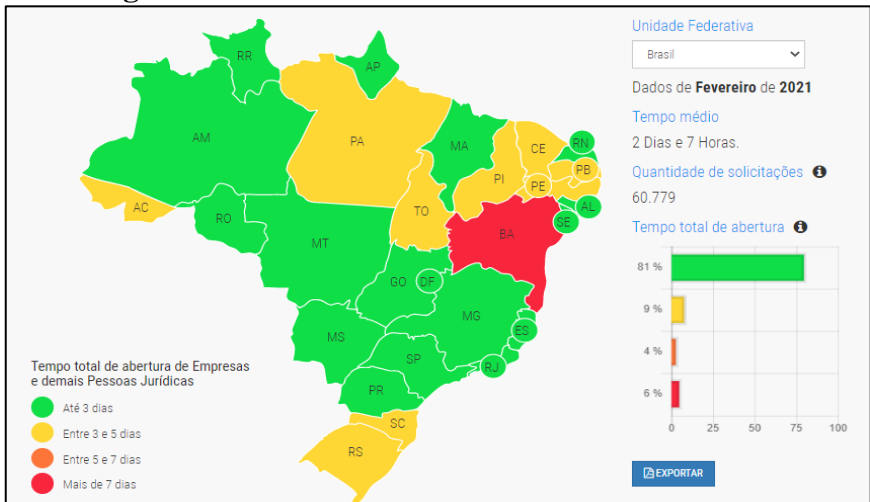 g
RR
AP
AM
PA
MA
CE
RN
PI
PB
PE
AC
TO
AL
RO
SE
BA
MT
GO
DF
MG
MS
ES
SP
RJ
PR
SC
RS
Tempo total de abertura de Empresas
e demais Pessoas Jurídicas
Até 3 dias
Entre 3 e 5 dias
Entre 5 e 7 dias
Mais de 7 dias
Unidade Federativa
Brasil
Dados de Fevereiro de 2021
Tempo médio
2 Dias e 7 Horas.
Quantidade de solicitações
60.779
Tempo total de abertura
81 %
9 %
4 %
6 %
0 25 50 75 100
EXPORTAR